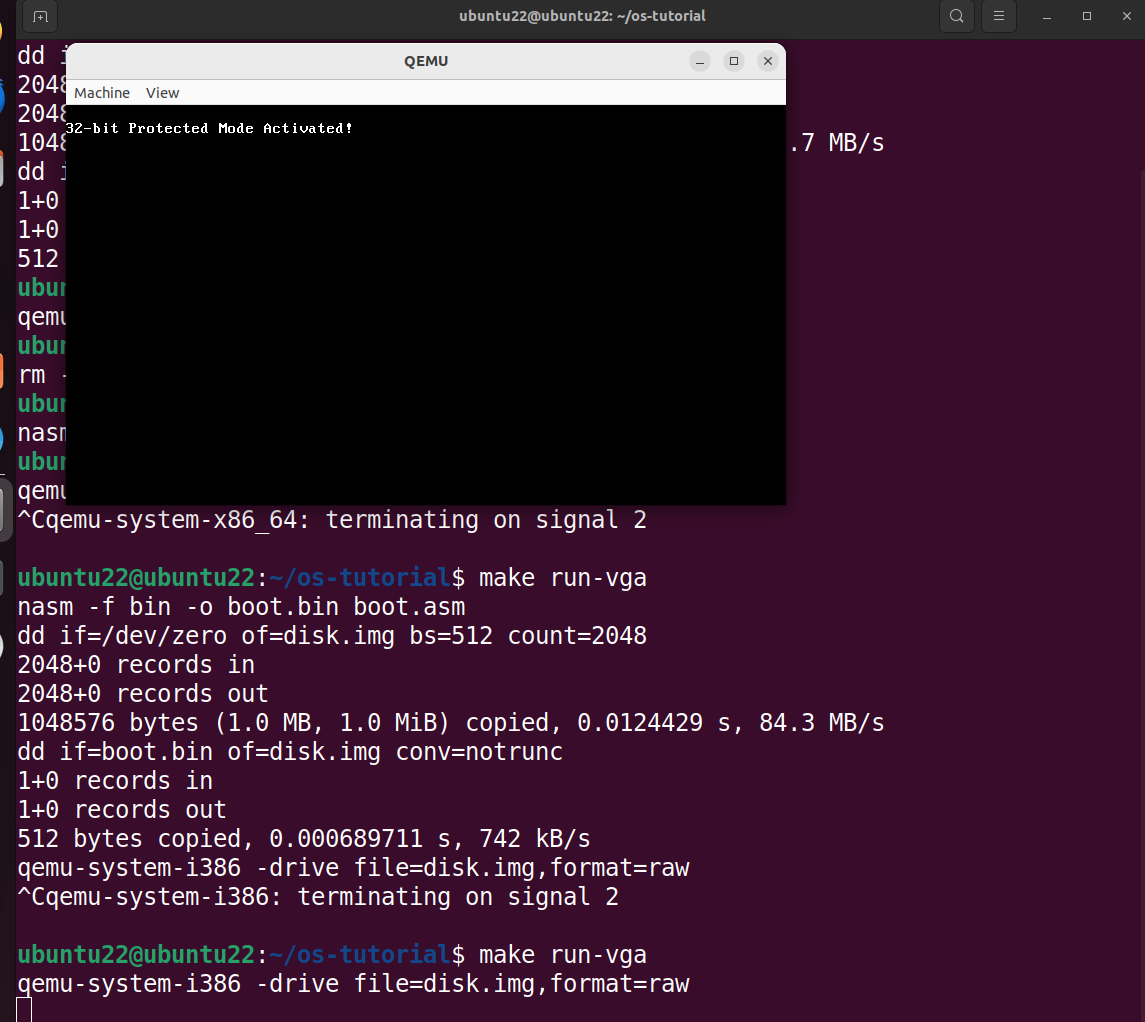 ubuntu22@ubuntu22: ~/os-tutorial
dd
2048
2048
1048 .7 MB/s
dd
1+0
1+0
512
QEMU
Machine View
32-bit Protected Mode Activated!
rm
^Cqemu-system-x86_64: terminating on signal 2
ubuntu22@ubuntu22:~/os-tutorial$ make run-vga
nasm -f bin -o boot.bin boot.asm
dd if=/dev/zero of=disk.img bs=512 count=2048
2048+0 records in
2048+0 records out
1048576 bytes (1.0 MB, 1.0 MiB) copied, 0.0124429 s, 84.3 MB/s
dd if=boot.bin of=disk.img conv=notrunc
1+0 records in
1+0 records out
512 bytes copied, 0.000689711 s, 742 kB/s
qemu-system-i386 -drive file=disk.img,format=raw
^Cqemu-system-i386: terminating on signal 2
ubuntu22@ubuntu22:~/os-tutorial$ make run-vga
qemu-system-i386 -drive file=disk.img,format=raw